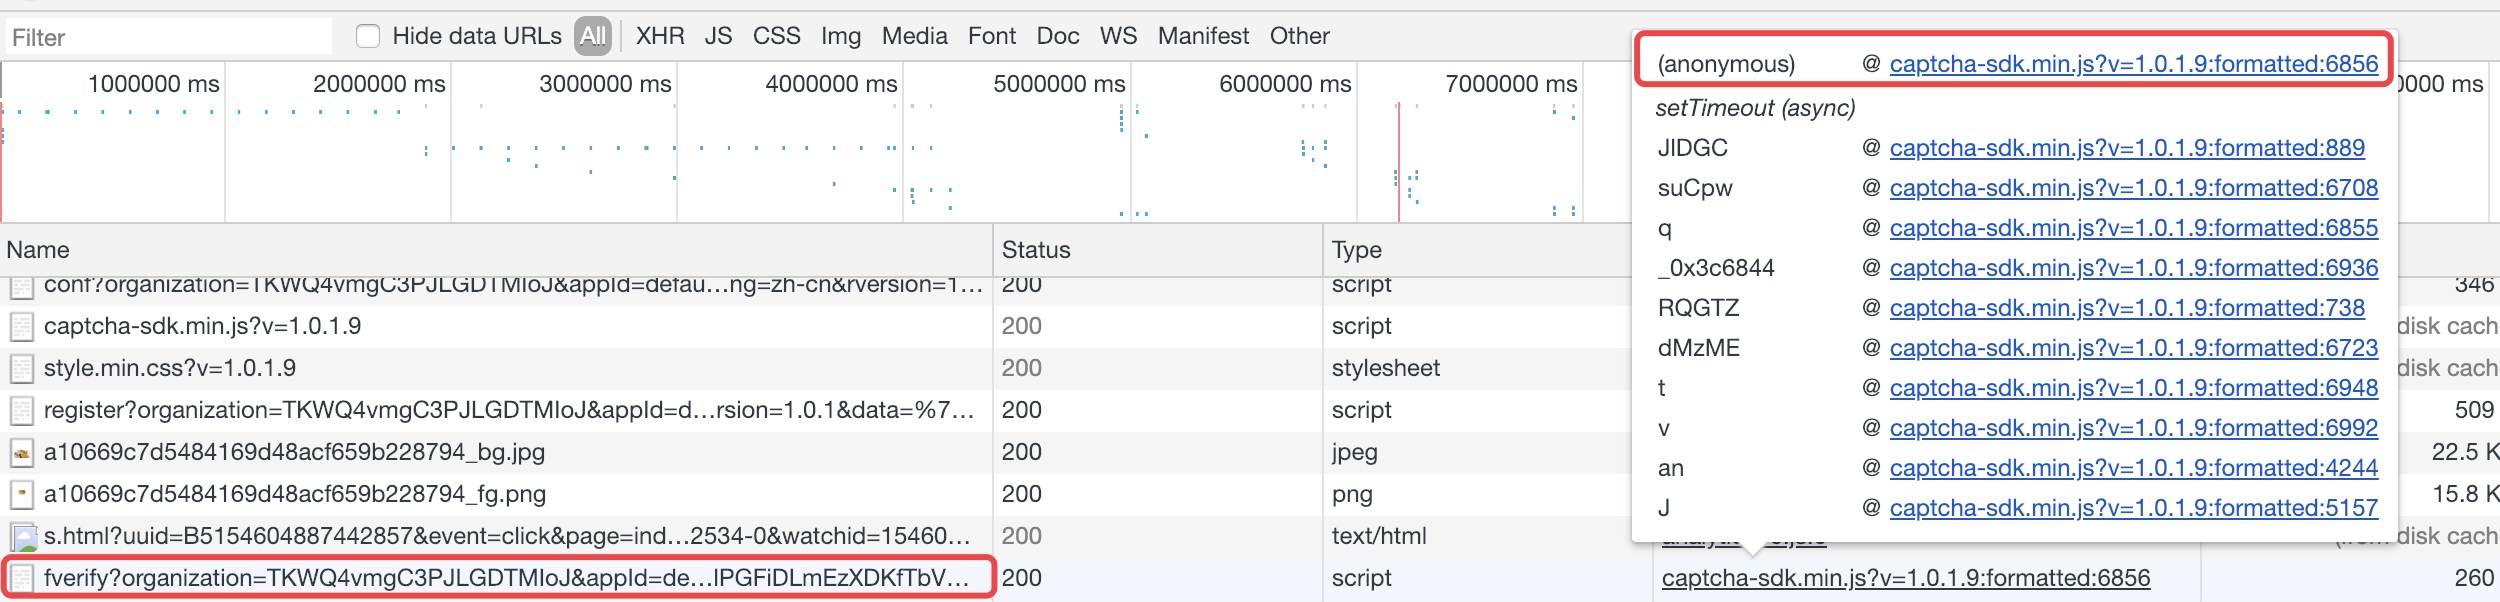 Filter
Hide data URLs All XHR JS CSS Img Media Font Doc WS Manifest Other
1000000 ms 2000000 ms 3000000 ms 4000000 ms 5000000 ms 6000000 ms 7000000 ms 0000 ms
(anonymous) @ captcha-sdk.min.js?v=1.0.1.9:formatted:6856
setTimeout (async)
JIDGC @ captcha-sdk.min.js?v=1.0.1.9:formatted:889
suCpw @ captcha-sdk.min.js?v=1.0.1.9:formatted:6708
q @ captcha-sdk.min.js?v=1.0.1.9:formatted:6855
_0x3c6844 @ captcha-sdk.min.js?v=1.0.1.9:formatted:6936
RQGTZ @ captcha-sdk.min.js?v=1.0.1.9:formatted:738
dMzME @ captcha-sdk.min.js?v=1.0.1.9:formatted:6723
t @ captcha-sdk.min.js?v=1.0.1.9:formatted:6948
v @ captcha-sdk.min.js?v=1.0.1.9:formatted:6992
an @ captcha-sdk.min.js?v=1.0.1.9:formatted:4244
J @ captcha-sdk.min.js?v=1.0.1.9:formatted:5157
Name Status Type
conf?organization=TKWQ4vmgC3PJLGDTMIoJ&appId=defau…ng=zh-cn&rversion=1… 200 script 346
captcha-sdk.min.js?v=1.0.1.9 200 script disk cach
style.min.css?v=1.0.1.9 200 stylesheet disk cach
register?organization=TKWQ4vmgC3PJLGDTMIoJ&appId=d…rsion=1.0.1&data=%7… 200 script 509
a10669c7d5484169d48acf659b228794_bg.jpg 200 jpeg 22.5 K
a10669c7d5484169d48acf659b228794_fg.png 200 png 15.8 K
s.html?uuid=B5154604887442857&event=click&page=ind…2534-0&watchid=15460… 200 text/html disk cach
fverify?organization=TKWQ4vmgC3PJLGDTMIoJ&appId=de…lPGFiDLmEzXDKfTbV… 200 script captcha-sdk.min.js?v=1.0.1.9:formatted:6856 260